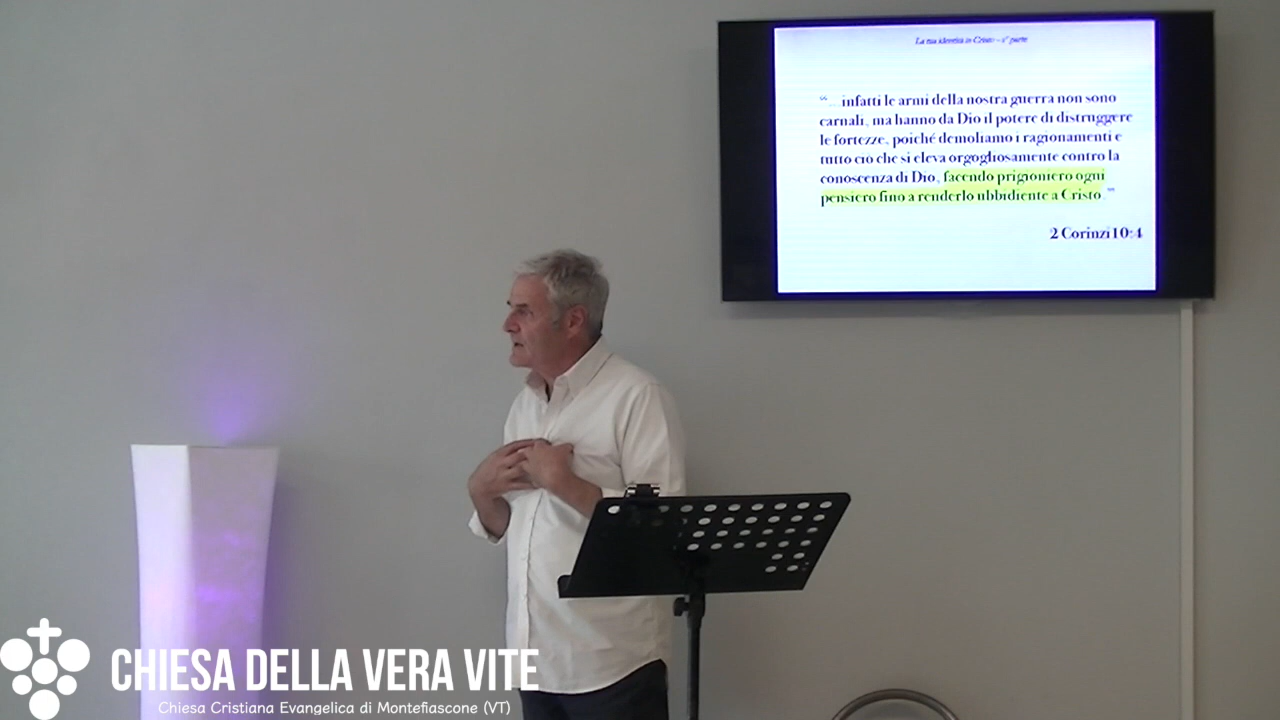 La tua identità in Cristo - 1° parte
“...infatti le armi della nostra guerra non sono
carnali, ma hanno da Dio il potere di distruggere
le fortezze, poiché demoliamo i ragionamenti e
tutto ciò che si eleva orgogliosamente contro la
conoscenza di Dio, facendo prigioniero ogni
pensiero fino a renderlo ubbidiente a Cristo.”
2 Corinzi 10:4
CHIESA DELLA VERA VITE
Chiesa Cristiana Evangelica di Montefiascone (VT)